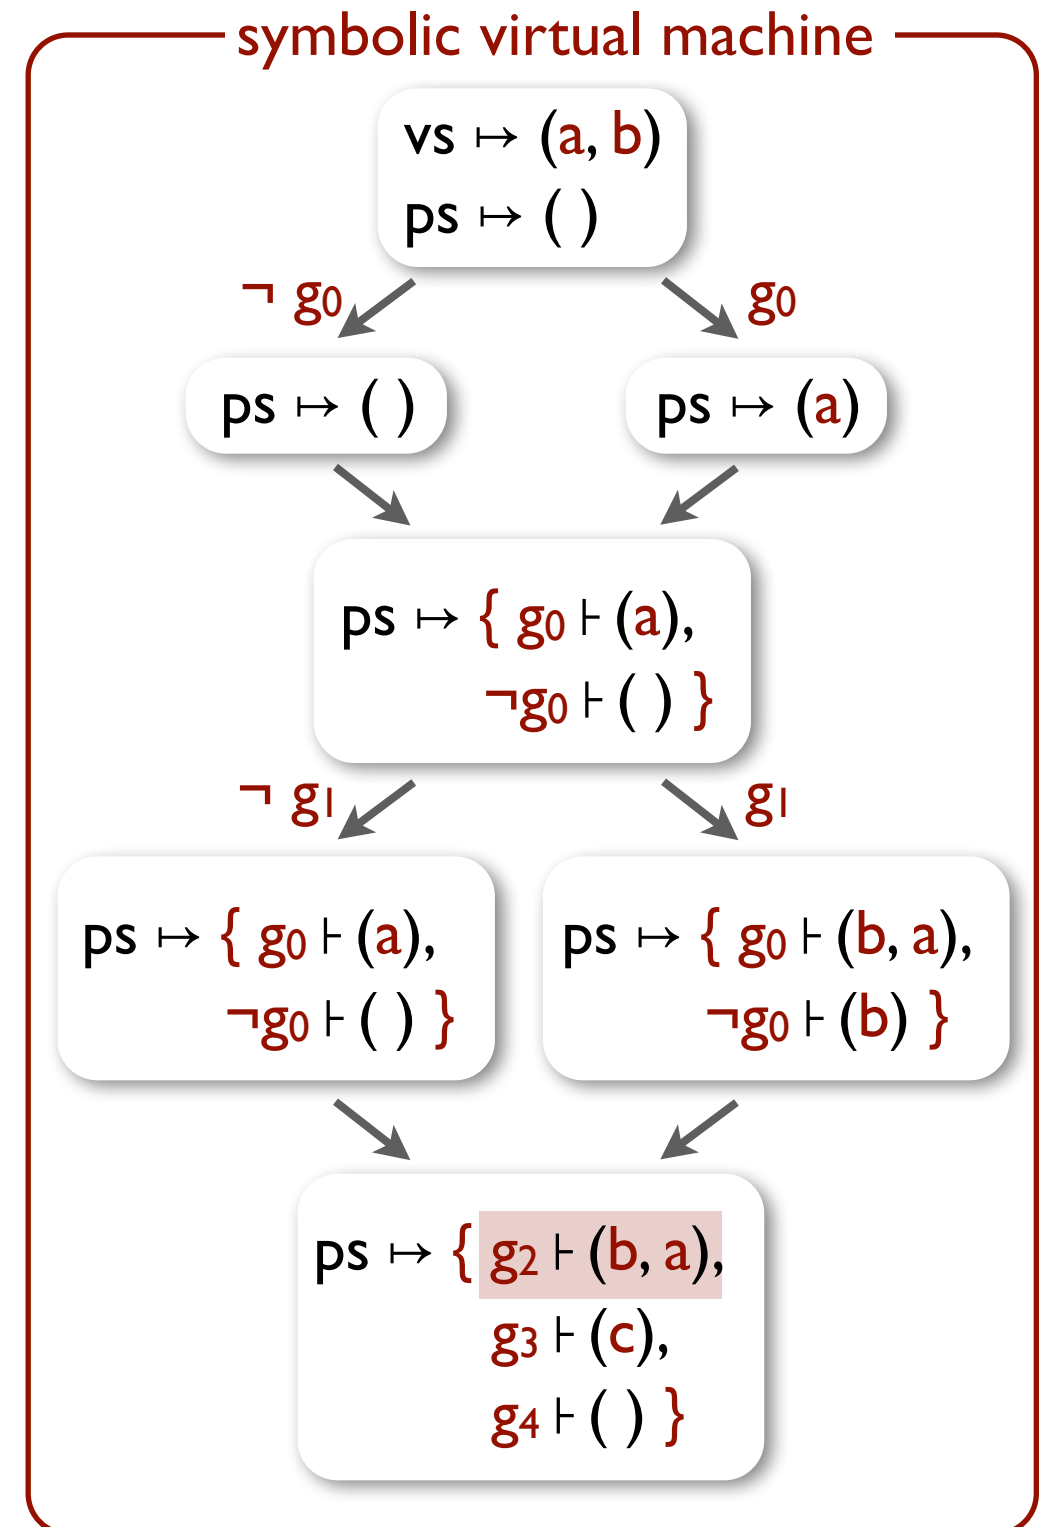 symbolic virtual machine
vs ↦ (a, b)
ps ↦ ( )
¬ g₀
g₀
ps ↦ ( )
ps ↦ (a)
ps ↦ { g₀ ⊦ (a),
¬g₀ ⊦ ( ) }
¬ g₁
g₁
ps ↦ { g₀ ⊦ (a),
¬g₀ ⊦ ( ) }
ps ↦ { g₀ ⊦ (b, a),
¬g₀ ⊦ (b) }
ps ↦ { g₂ ⊦ (b, a),
g₃ ⊦ (c),
g₄ ⊦ ( ) }